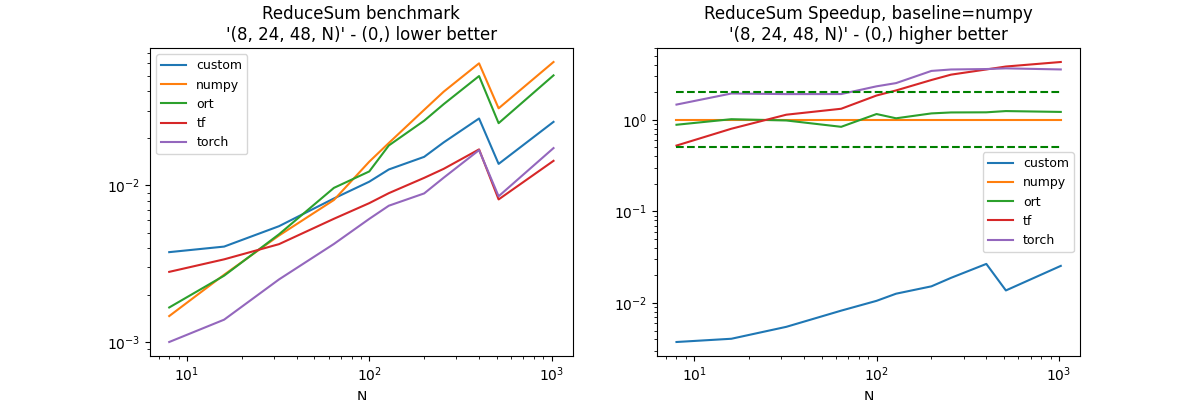 ReduceSum benchmark
'(8, 24, 48, N)' - (0,) lower better
custom
numpy
ort
tf
torch
10⁻²
10⁻³
10¹
10²
10³
N
ReduceSum Speedup, baseline=numpy
'(8, 24, 48, N)' - (0,) higher better
10⁰
10⁻¹
10⁻²
custom
numpy
ort
tf
torch
10¹
10²
10³
N